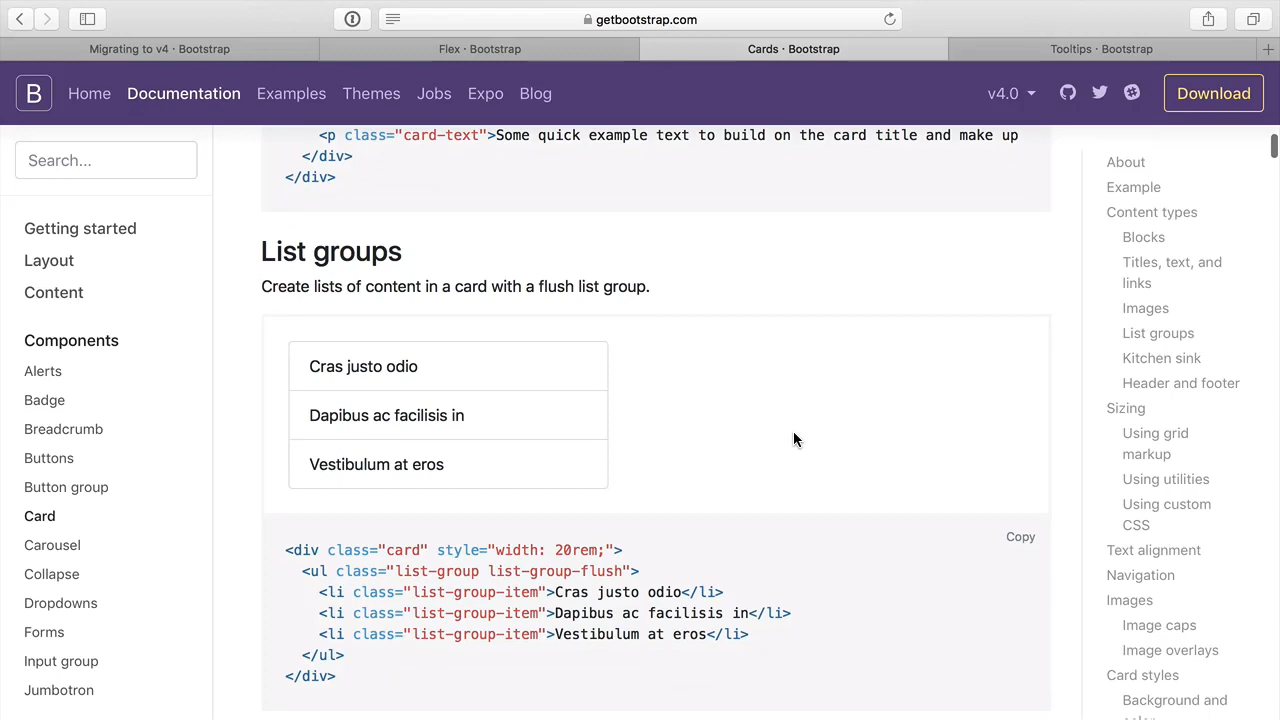 getbootstrap.com
Migrating to v4 · Bootstrap
Flex · Bootstrap
Cards · Bootstrap
Tooltips · Bootstrap
B
Home
Documentation
Examples
Themes
Jobs
Expo
Blog
v4.0
Download
Search...
Getting started
Layout
Content
Components
Alerts
Badge
Breadcrumb
Buttons
Button group
Card
Carousel
Collapse
Dropdowns
Forms
Input group
Jumbotron
<p class="card-text">Some quick example text to build on the card title and make up
</div>
</div>
List groups
Create lists of content in a card with a flush list group.
Cras justo odio
Dapibus ac facilisis in
Vestibulum at eros
Copy
<div class="card" style="width: 20rem;">
<ul class="list-group list-group-flush">
<li class="list-group-item">Cras justo odio</li>
<li class="list-group-item">Dapibus ac facilisis in</li>
<li class="list-group-item">Vestibulum at eros</li>
</ul>
</div>
About
Example
Content types
Blocks
Titles, text, and
links
Images
List groups
Kitchen sink
Header and footer
Sizing
Using grid
markup
Using utilities
Using custom
CSS
Text alignment
Navigation
Images
Image caps
Image overlays
Card styles
Background and